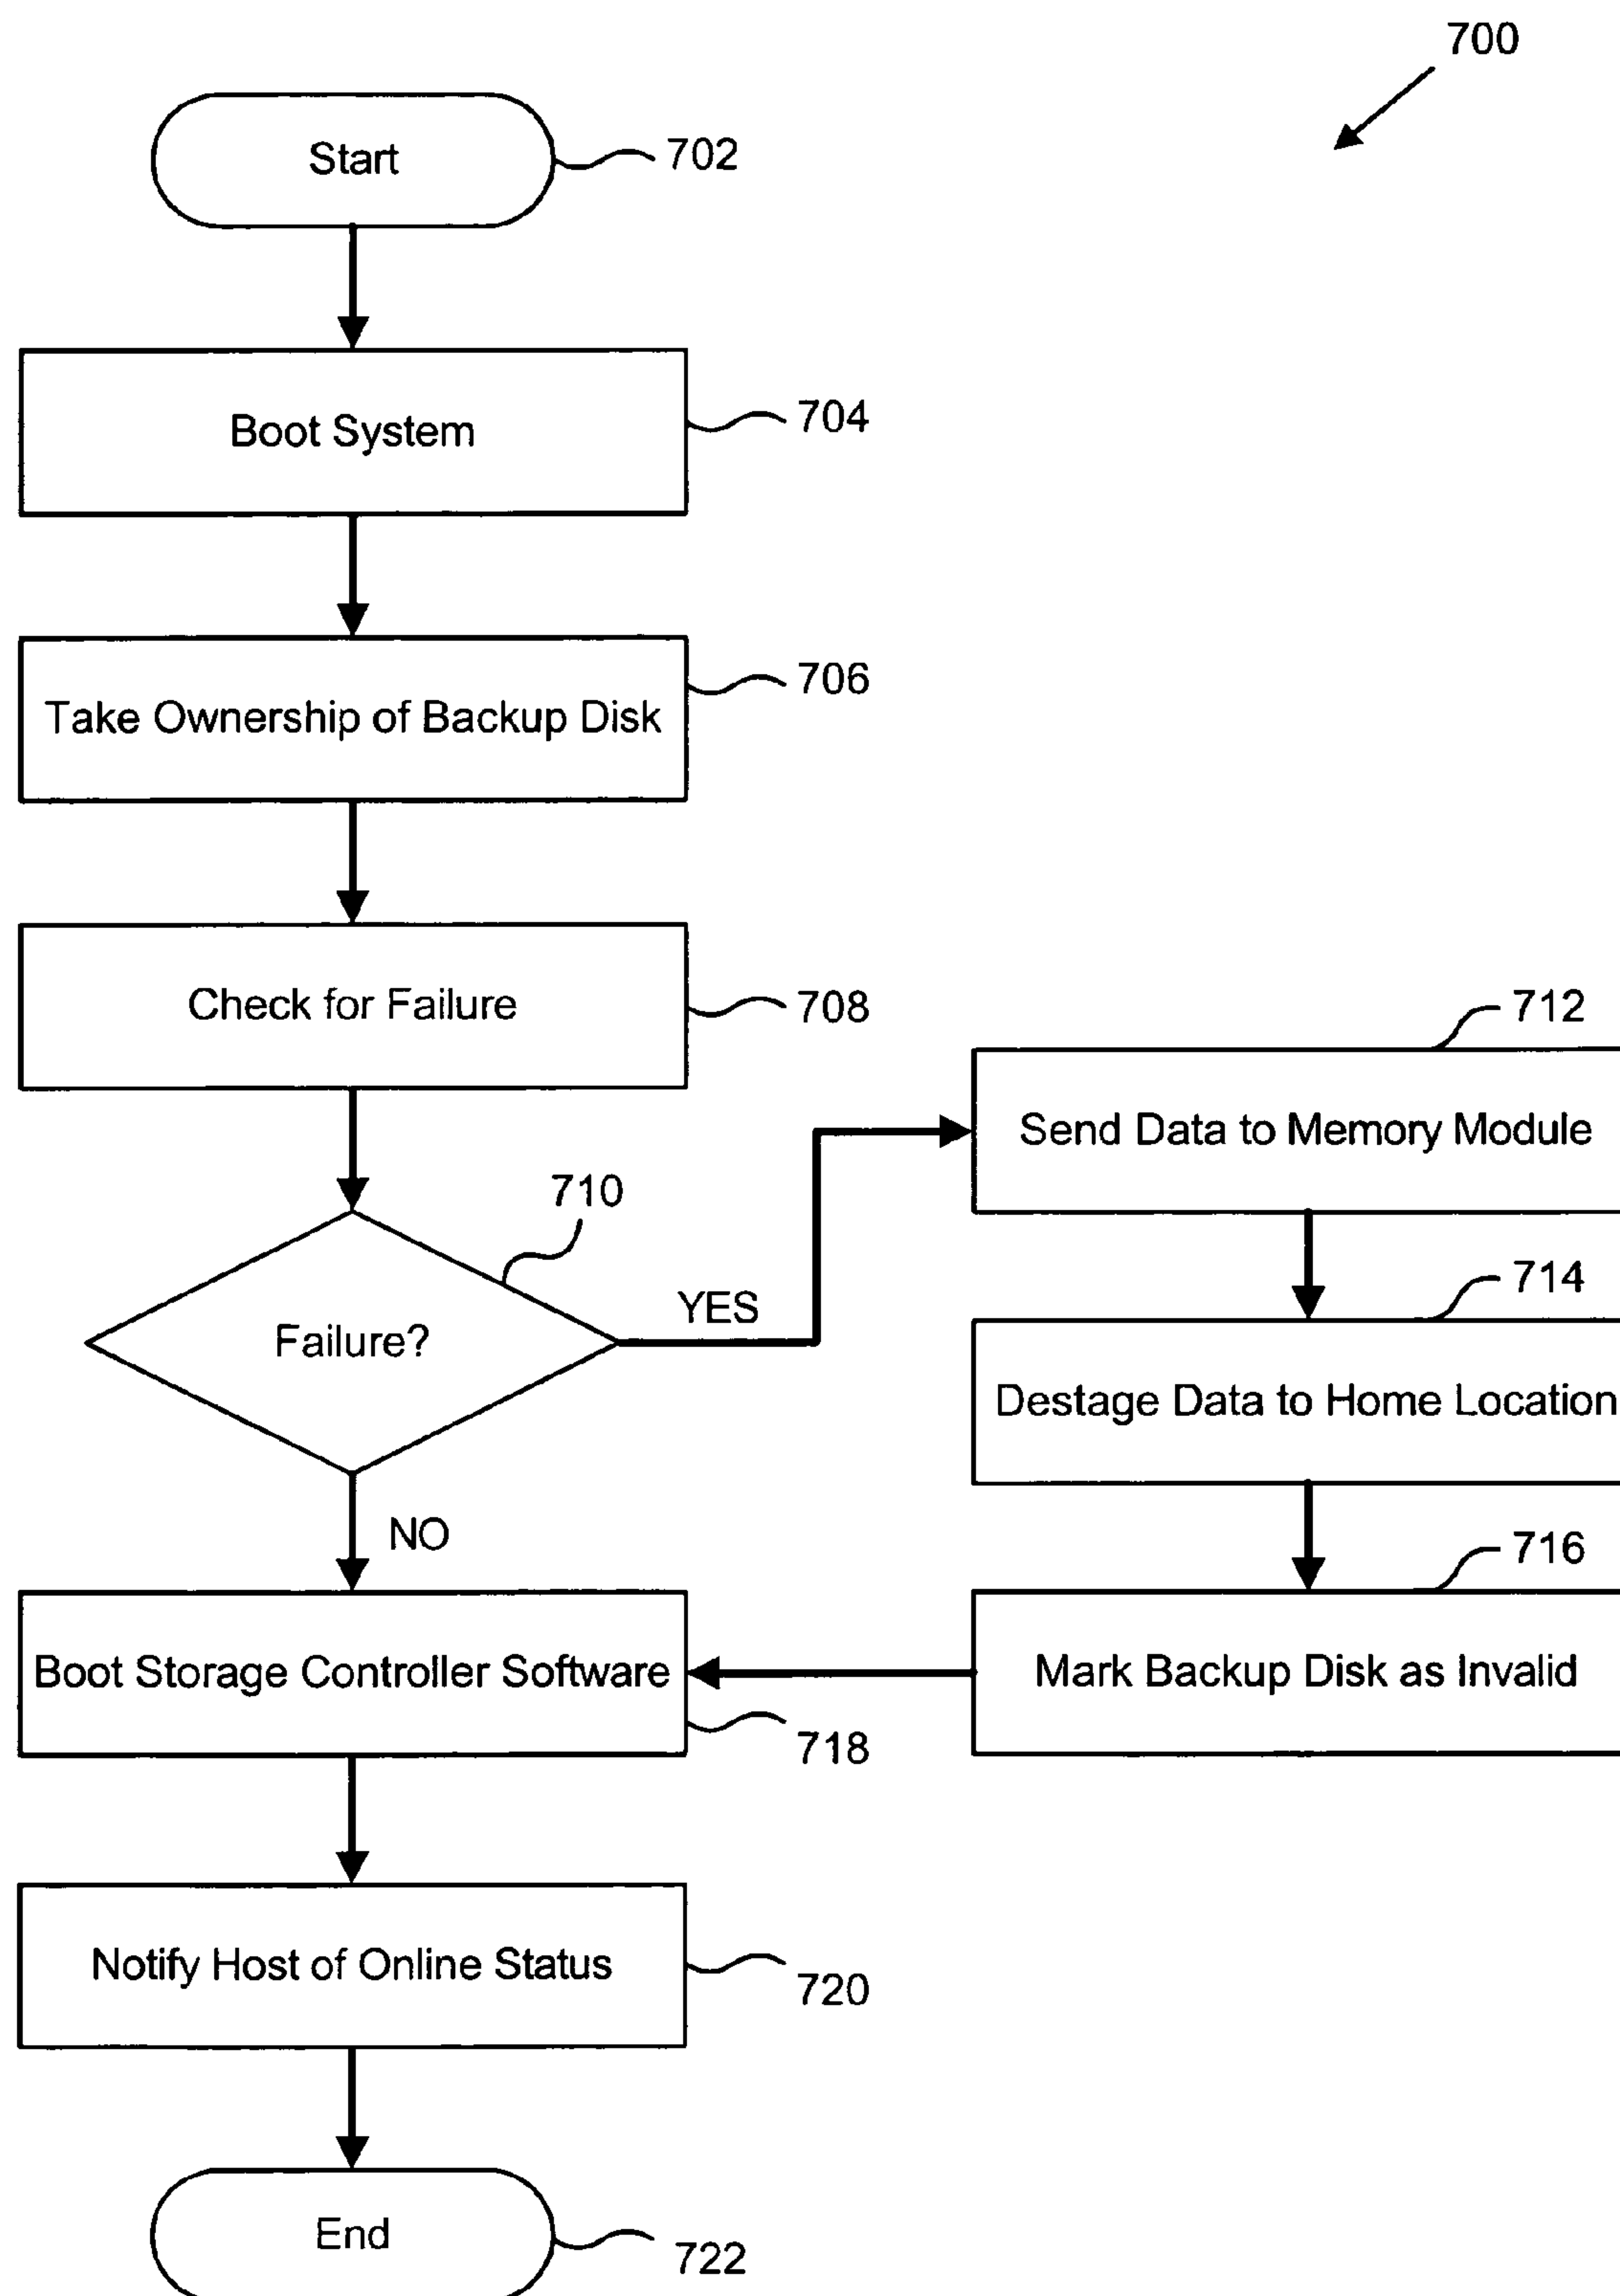 700
Start
702
Boot System
704
Take Ownership of Backup Disk
706
Check for Failure
708
712
Send Data to Memory Module
710
Failure?
YES
714
Destage Data to Home Location
NO
716
Mark Backup Disk as Invalid
Boot Storage Controller Software
718
Notify Host of Online Status
720
End
722